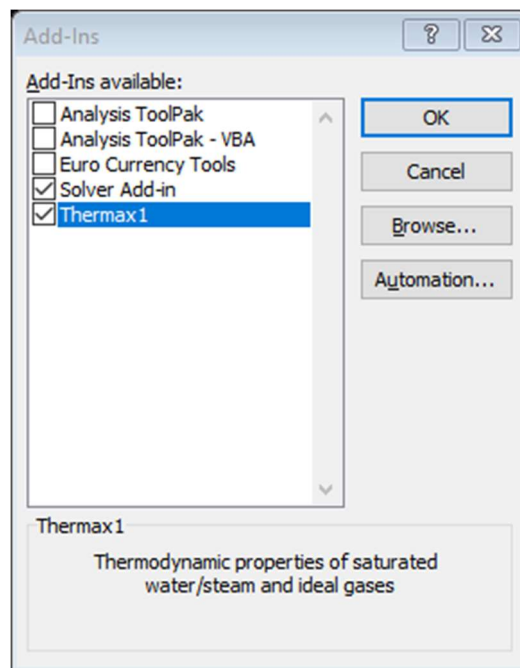 Add-Ins
Add-Ins available:
Analysis ToolPak
Analysis ToolPak - VBA
Euro Currency Tools
Solver Add-in
Thermax1
OK
Cancel
Browse...
Automation...
Thermax1
Thermodynamic properties of saturated
water/steam and ideal gases